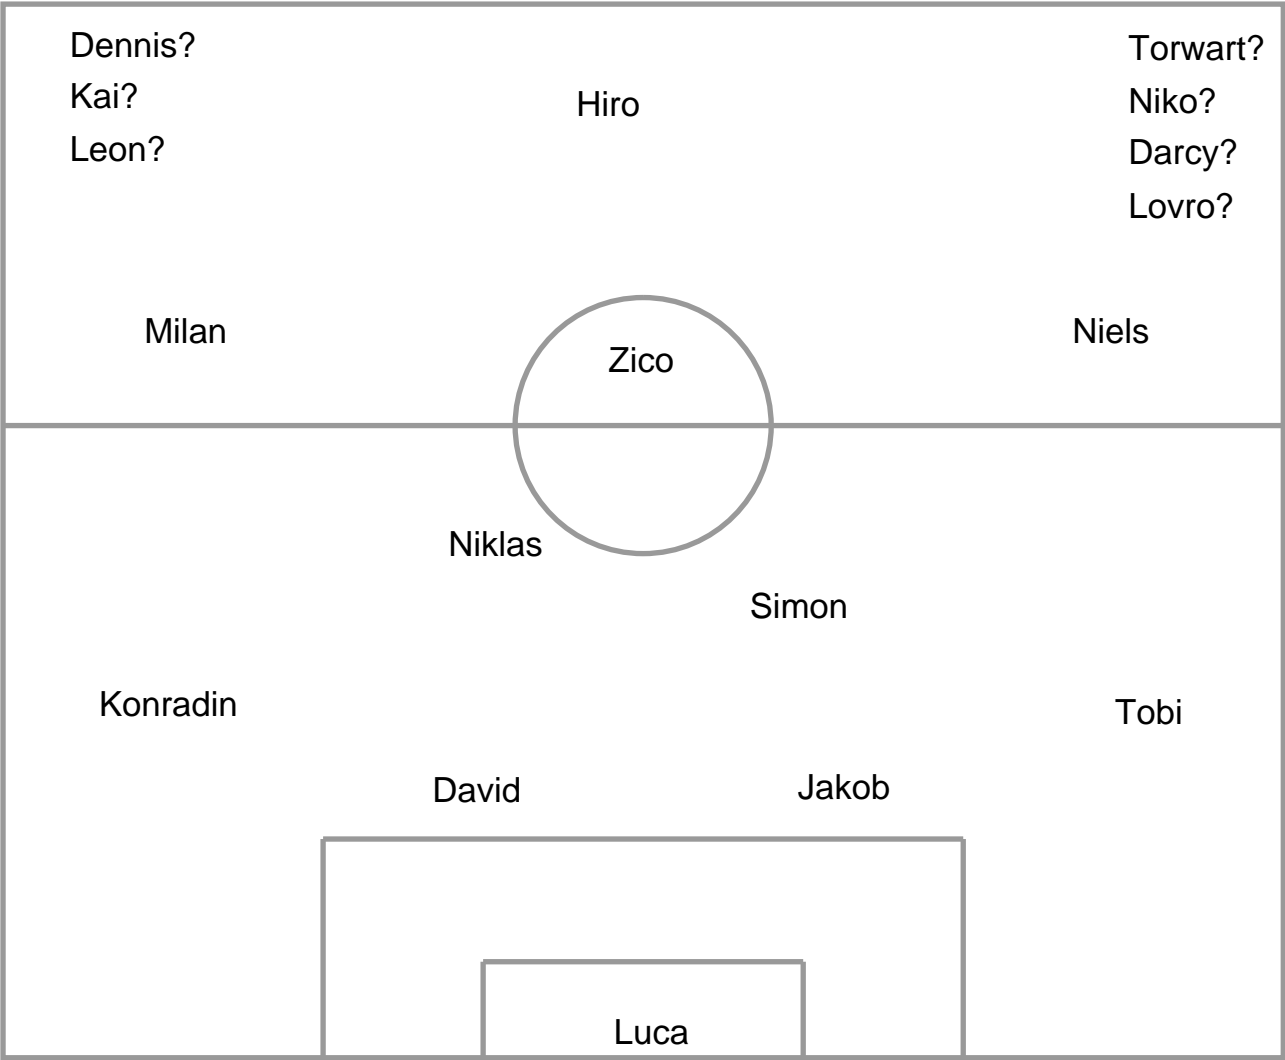 Dennis?
Kai?
Leon?
Hiro
Torwart?
Niko?
Darcy?
Lovro?
Milan
Zico
Niels
Niklas
Simon
Konradin
Tobi
David
Jakob
Luca